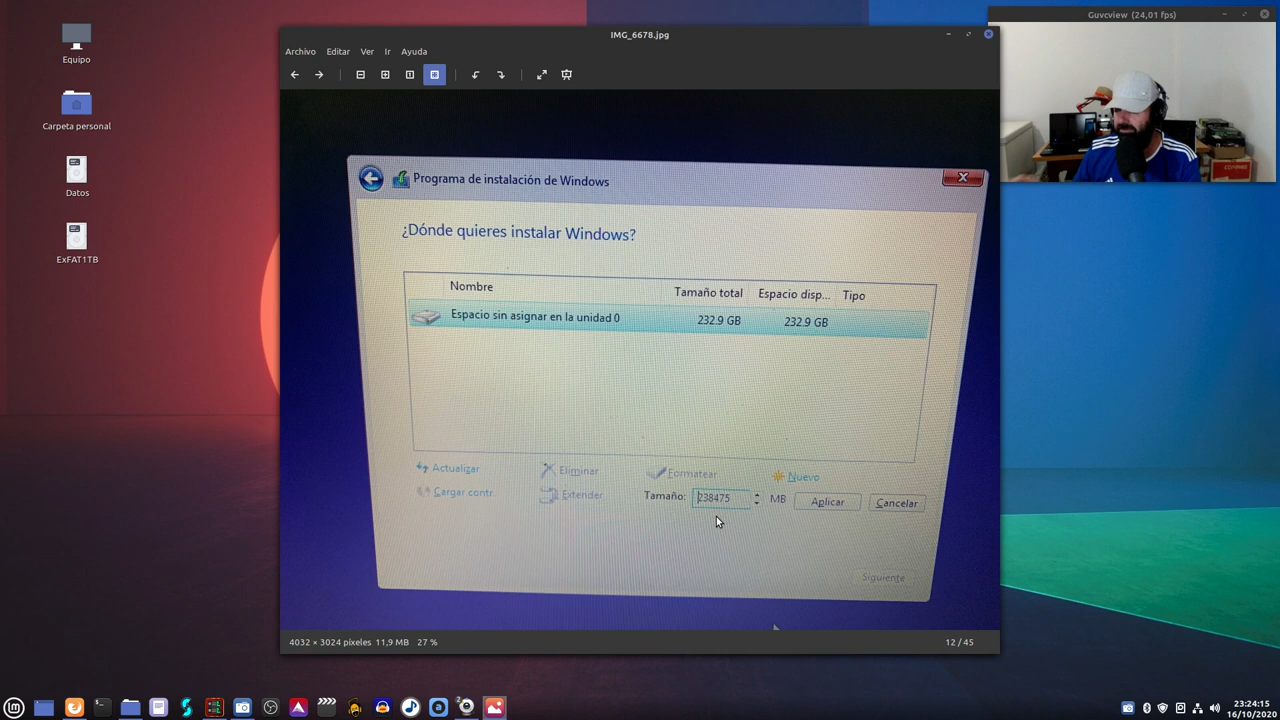 Equipo
Carpeta personal
Datos
ExFAT1TB
IMG_6678.jpg
Archivo Editar Ver Ir Ayuda
Programa de instalación de Windows
¿Dónde quieres instalar Windows?
Nombre Tamaño total Espacio disp... Tipo
Espacio sin asignar en la unidad 0 232.9 GB 232.9 GB
Actualizar Eliminar Formatear Nuevo
Cargar contr. Extender Tamaño: 238475 MB Aplicar Cancelar
Siguiente
4032 × 3024 píxeles 11,9 MB 27 % 12 / 45
Guvcview (24,01 fps)
23:24:15
16/10/2020